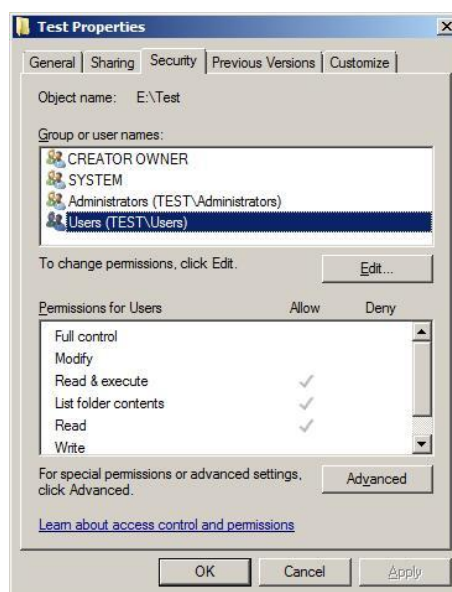 Test Properties
General Sharing Security Previous Versions Customize
Object name: E:\Test
Group or user names:
CREATOR OWNER
SYSTEM
Administrators (TEST\Administrators)
Users (TEST\Users)
To change permissions, click Edit.
Edit...
Permissions for Users Allow Deny
Full control
Modify
Read & execute
List folder contents
Read
Write
For special permissions or advanced settings,
click Advanced.
Advanced
Learn about access control and permissions
OK Cancel Apply